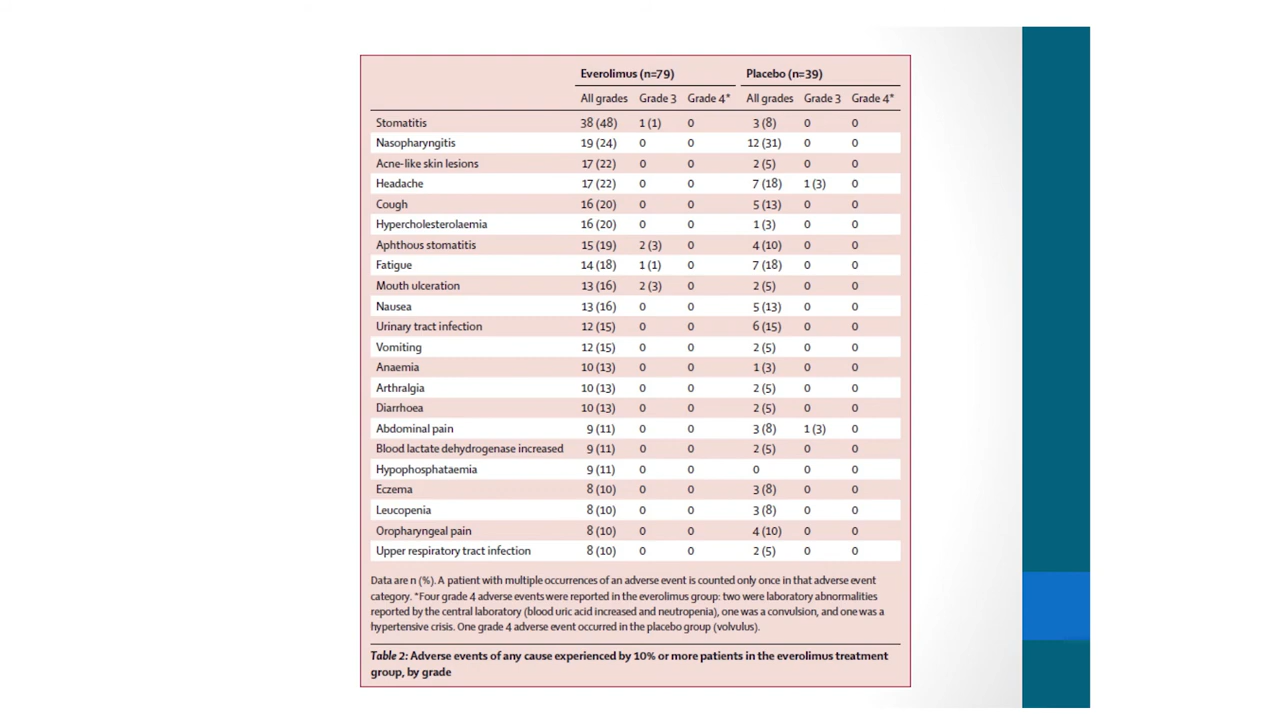 Everolimus (n=79) Placebo (n=39)
All grades Grade 3 Grade 4* All grades Grade 3 Grade 4*
Stomatitis 38 (48) 1 (1) 0 3 (8) 0 0
Nasopharyngitis 19 (24) 0 0 12 (31) 0 0
Acne-like skin lesions 17 (22) 0 0 2 (5) 0 0
Headache 17 (22) 0 0 7 (18) 1 (3) 0
Cough 16 (20) 0 0 5 (13) 0 0
Hypercholesterolaemia 16 (20) 0 0 1 (3) 0 0
Aphthous stomatitis 15 (19) 2 (3) 0 4 (10) 0 0
Fatigue 14 (18) 1 (1) 0 7 (18) 0 0
Mouth ulceration 13 (16) 2 (3) 0 2 (5) 0 0
Nausea 13 (16) 0 0 5 (13) 0 0
Urinary tract infection 12 (15) 0 0 6 (15) 0 0
Vomiting 12 (15) 0 0 2 (5) 0 0
Anaemia 10 (13) 0 0 1 (3) 0 0
Arthralgia 10 (13) 0 0 2 (5) 0 0
Diarrhoea 10 (13) 0 0 2 (5) 0 0
Abdominal pain 9 (11) 0 0 3 (8) 1 (3) 0
Blood lactate dehydrogenase increased 9 (11) 0 0 2 (5) 0 0
Hypophosphataemia 9 (11) 0 0 0 0 0
Eczema 8 (10) 0 0 3 (8) 0 0
Leucopenia 8 (10) 0 0 3 (8) 0 0
Oropharyngeal pain 8 (10) 0 0 4 (10) 0 0
Upper respiratory tract infection 8 (10) 0 0 2 (5) 0 0
Data are n (%). A patient with multiple occurrences of an adverse event is counted only once in that adverse event
category. *Four grade 4 adverse events were reported in the everolimus group: two were laboratory abnormalities
reported by the central laboratory (blood uric acid increased and neutropenia), one was a convulsion, and one was a
hypertensive crisis. One grade 4 adverse event occurred in the placebo group (volvulus).
Table 2: Adverse events of any cause experienced by 10% or more patients in the everolimus treatment
group, by grade